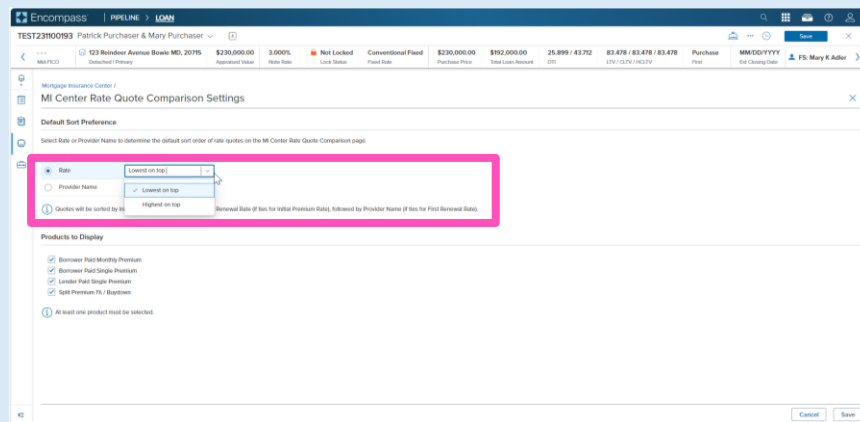 Encompass PIPELINE > LOAN
TEST231100193 Patrick Purchaser & Mary Purchaser Save
--- 123 Reindeer Avenue Bowie MD, 20715 $230,000.00 3.000% Not Locked Conventional Fixed $230,000.00 $192,000.00 25.899 / 43.712 83.478 / 83.478 / 83.478 Purchase MM/DD/YYYY FS: Mary K Adler
Mid FICO Detached | Primary Appraised Value Note Rate Lock Status Fixed Rate Purchase Price Total Loan Amount DTI LTV / CLTV / HCLTV First Est Closing Date
Mortgage Insurance Center /
MI Center Rate Quote Comparison Settings
Default Sort Preference
Select Rate or Provider Name to determine the default sort order of rate quotes on the MI Center Rate Quote Comparison page.
Rate Lowest on top
Provider Name Lowest on top
Highest on top
Quotes will be sorted by Renewal Rate (if ties for Initial Premium Rate), followed by Provider Name (if ties for First Renewal Rate).
Products to Display
Borrower Paid Monthly Premium
Borrower Paid Single Premium
Lender Paid Single Premium
Split Premium 1% / Buydown
At least one product must be selected.
Cancel Save